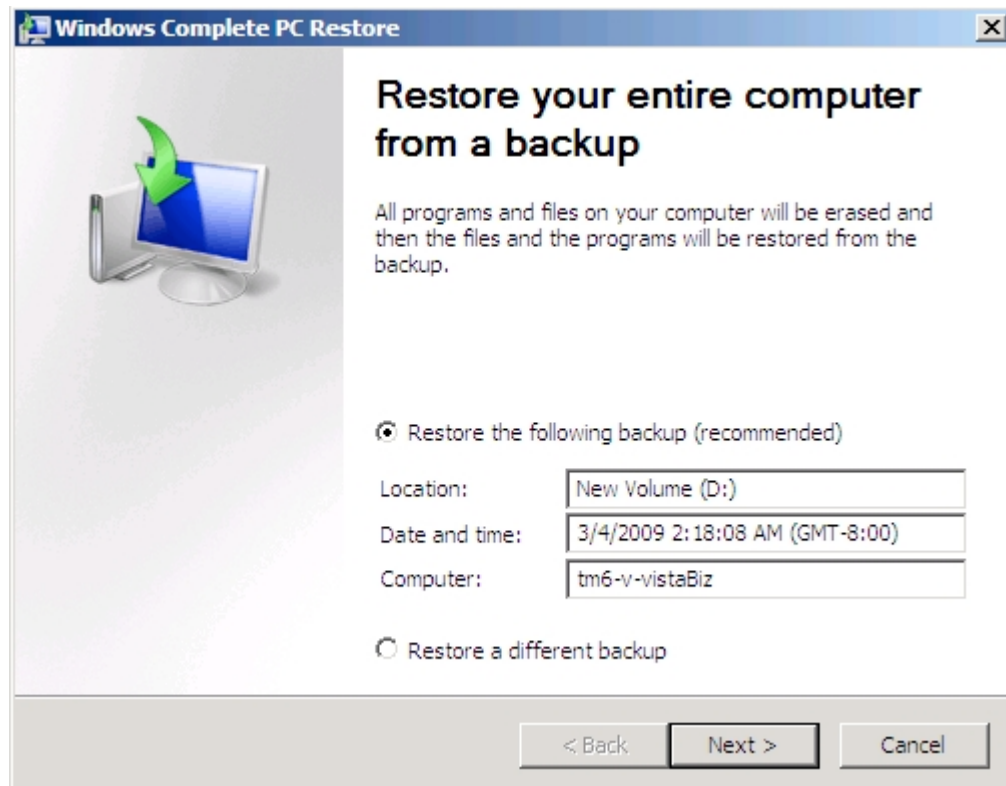 Windows Complete PC Restore
Restore your entire computer
from a backup
All programs and files on your computer will be erased and
then the files and the programs will be restored from the
backup.
Restore the following backup (recommended)
Location: New Volume (D:)
Date and time: 3/4/2009 2:18:08 AM (GMT-8:00)
Computer: tm6-v-vistaBiz
Restore a different backup
< Back Next > Cancel